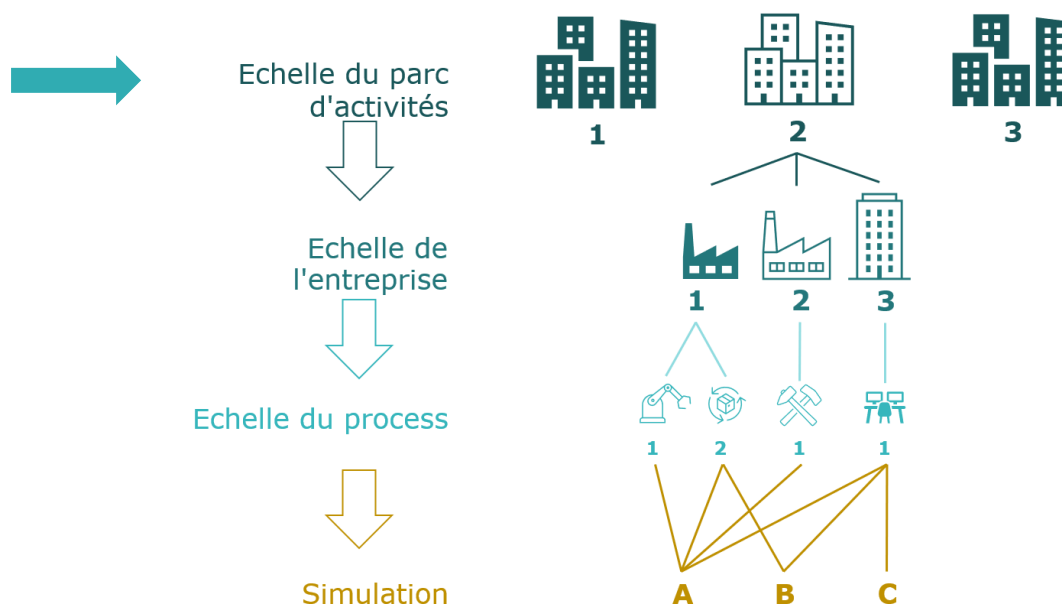 Echelle du parc
d'activités
1
2
3
Echelle de
l'entreprise
1
2
3
Echelle du process
1
2
1
1
Simulation
A
B
C